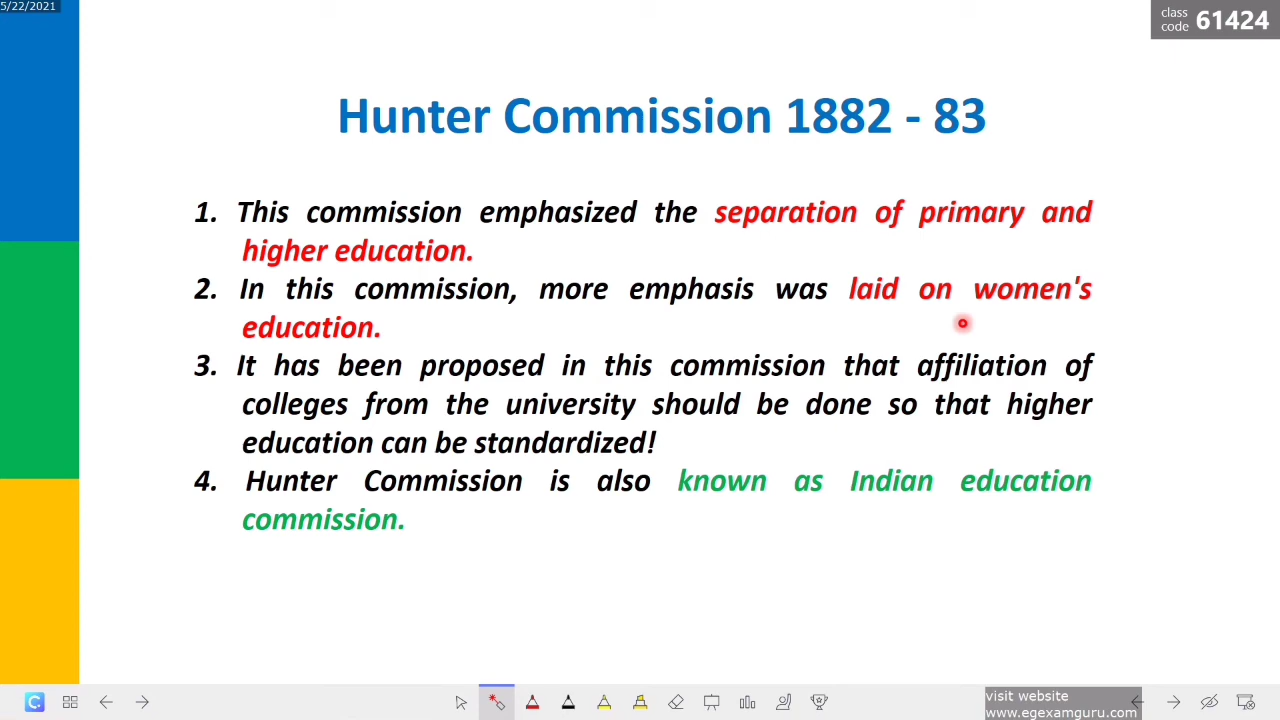 5/22/2021
class code 61424
Hunter Commission 1882 - 83
1. This commission emphasized the separation of primary and
higher education.
2. In this commission, more emphasis was laid on women's
education.
3. It has been proposed in this commission that affiliation of
colleges from the university should be done so that higher
education can be standardized!
4. Hunter Commission is also known as Indian education
commission.
visit website
www.egexamguru.com